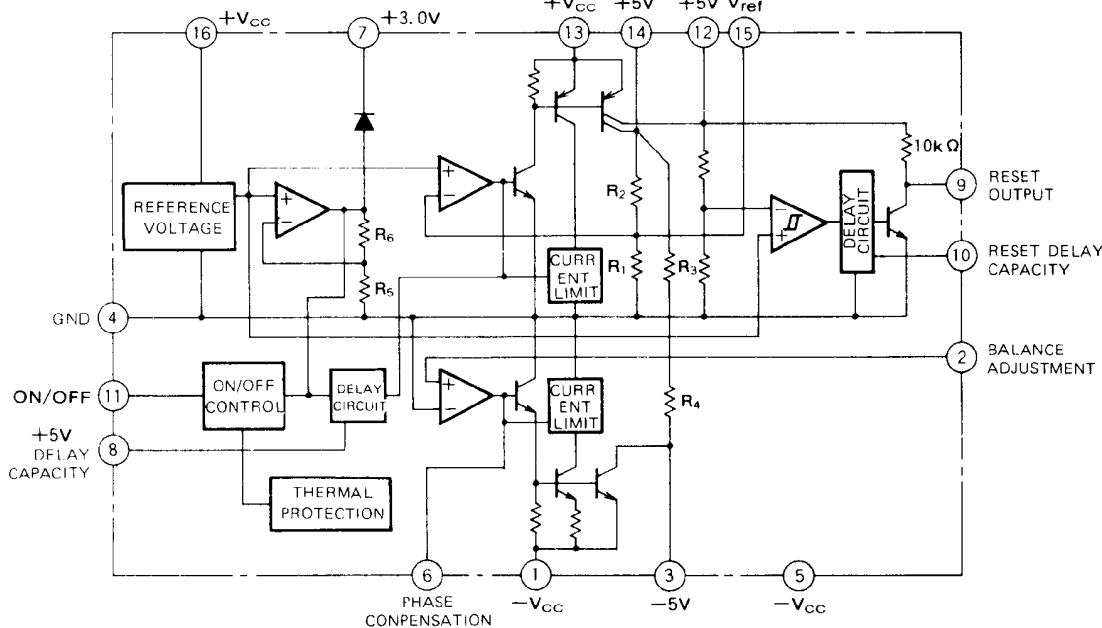 +VCC
+3.0V
+VCC
+5V
+5V
Vref
16
7
13
14
12
15
10kΩ
REFERENCE
VOLTAGE
+
−
+
−
R6
R5
R2
R1
R3
CURR
ENT
LIMIT
−
+
DELAY
CIRCUIT
9
RESET
OUTPUT
10
RESET DELAY
CAPACITY
GND
4
2
BALANCE
ADJUSTMENT
ON/OFF
11
ON/OFF
CONTROL
DELAY
CIRCUIT
+
−
CURR
ENT
LIMIT
R4
+5V
DELAY
CAPACITY
8
THERMAL
PROTECTION
6
1
3
5
PHASE
CONPENSATION
−VCC
−5V
−VCC